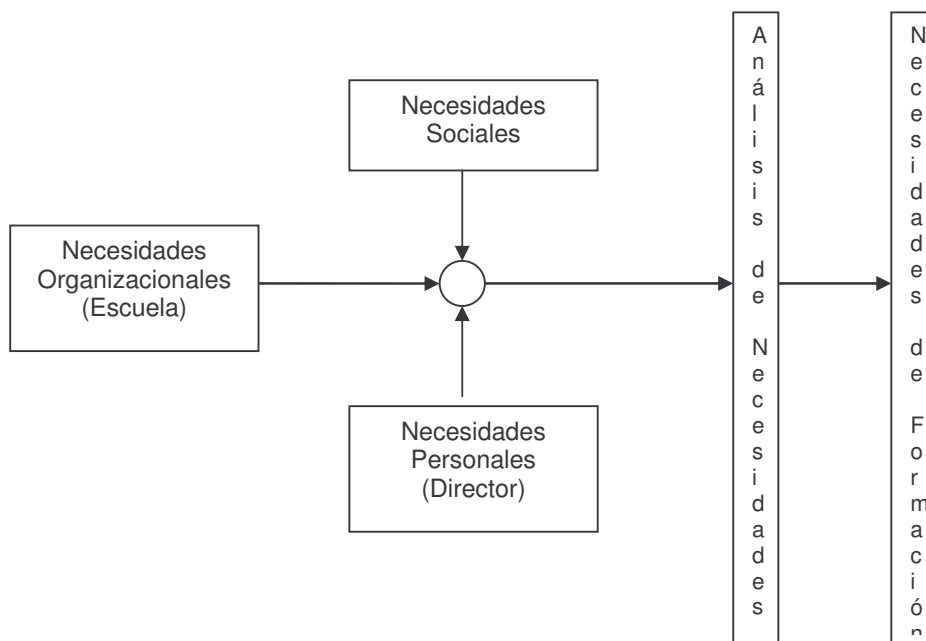 Necesidades
Sociales
Necesidades
Organizacionales
(Escuela)
Necesidades
Personales
(Director)
Análisis de Necesidades
Necesidades de Formación